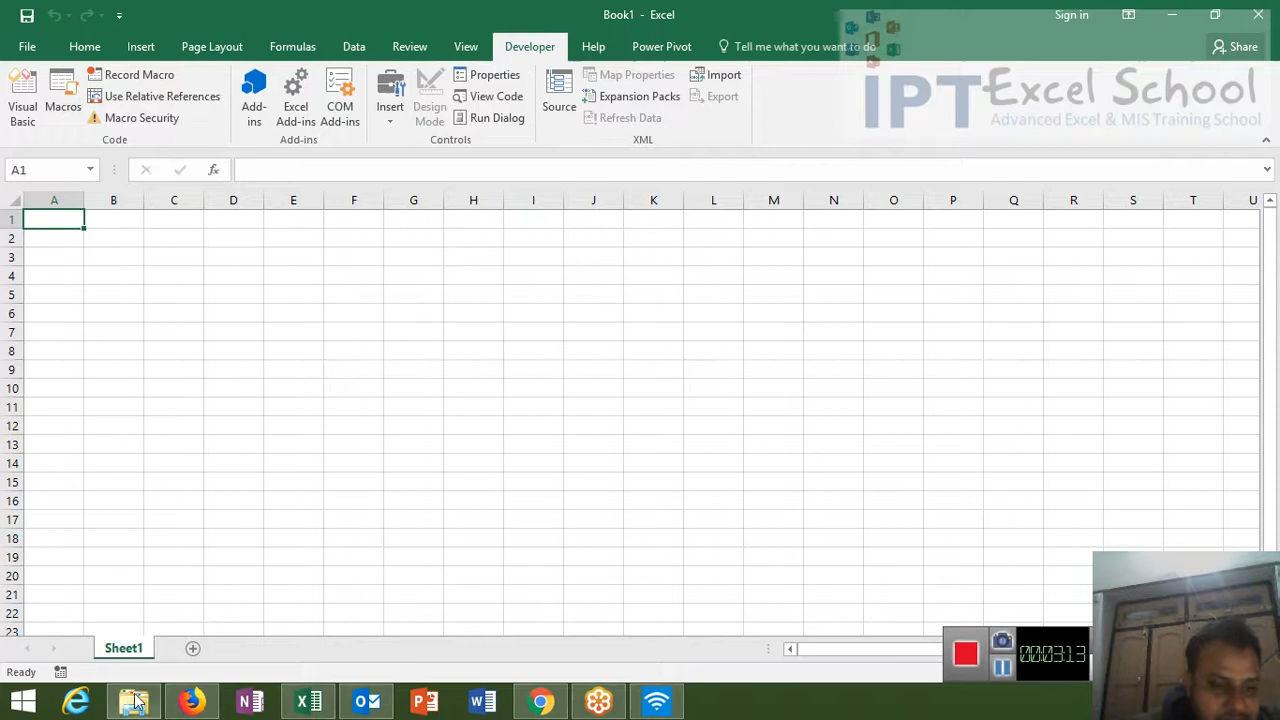 Book1 - Excel
Sign in
File Home Insert Page Layout Formulas Data Review View Developer Help Power Pivot Tell me what you want to do Share
Visual Basic
Macros
Record Macro
Use Relative References
Macro Security
Code
Add-ins
Excel Add-ins
COM Add-ins
Add-ins
Insert
Design Mode
Properties
View Code
Run Dialog
Controls
Source
Map Properties
Expansion Packs
Refresh Data
Import
Export
XML
IPT Excel School
Advanced Excel & MIS Training School
A1
fx
A B C D E F G H I J K L M N O P Q R S T U
1
2
3
4
5
6
7
8
9
10
11
12
13
14
15
16
17
18
19
20
21
22
23
Sheet1
Ready
000:03:13